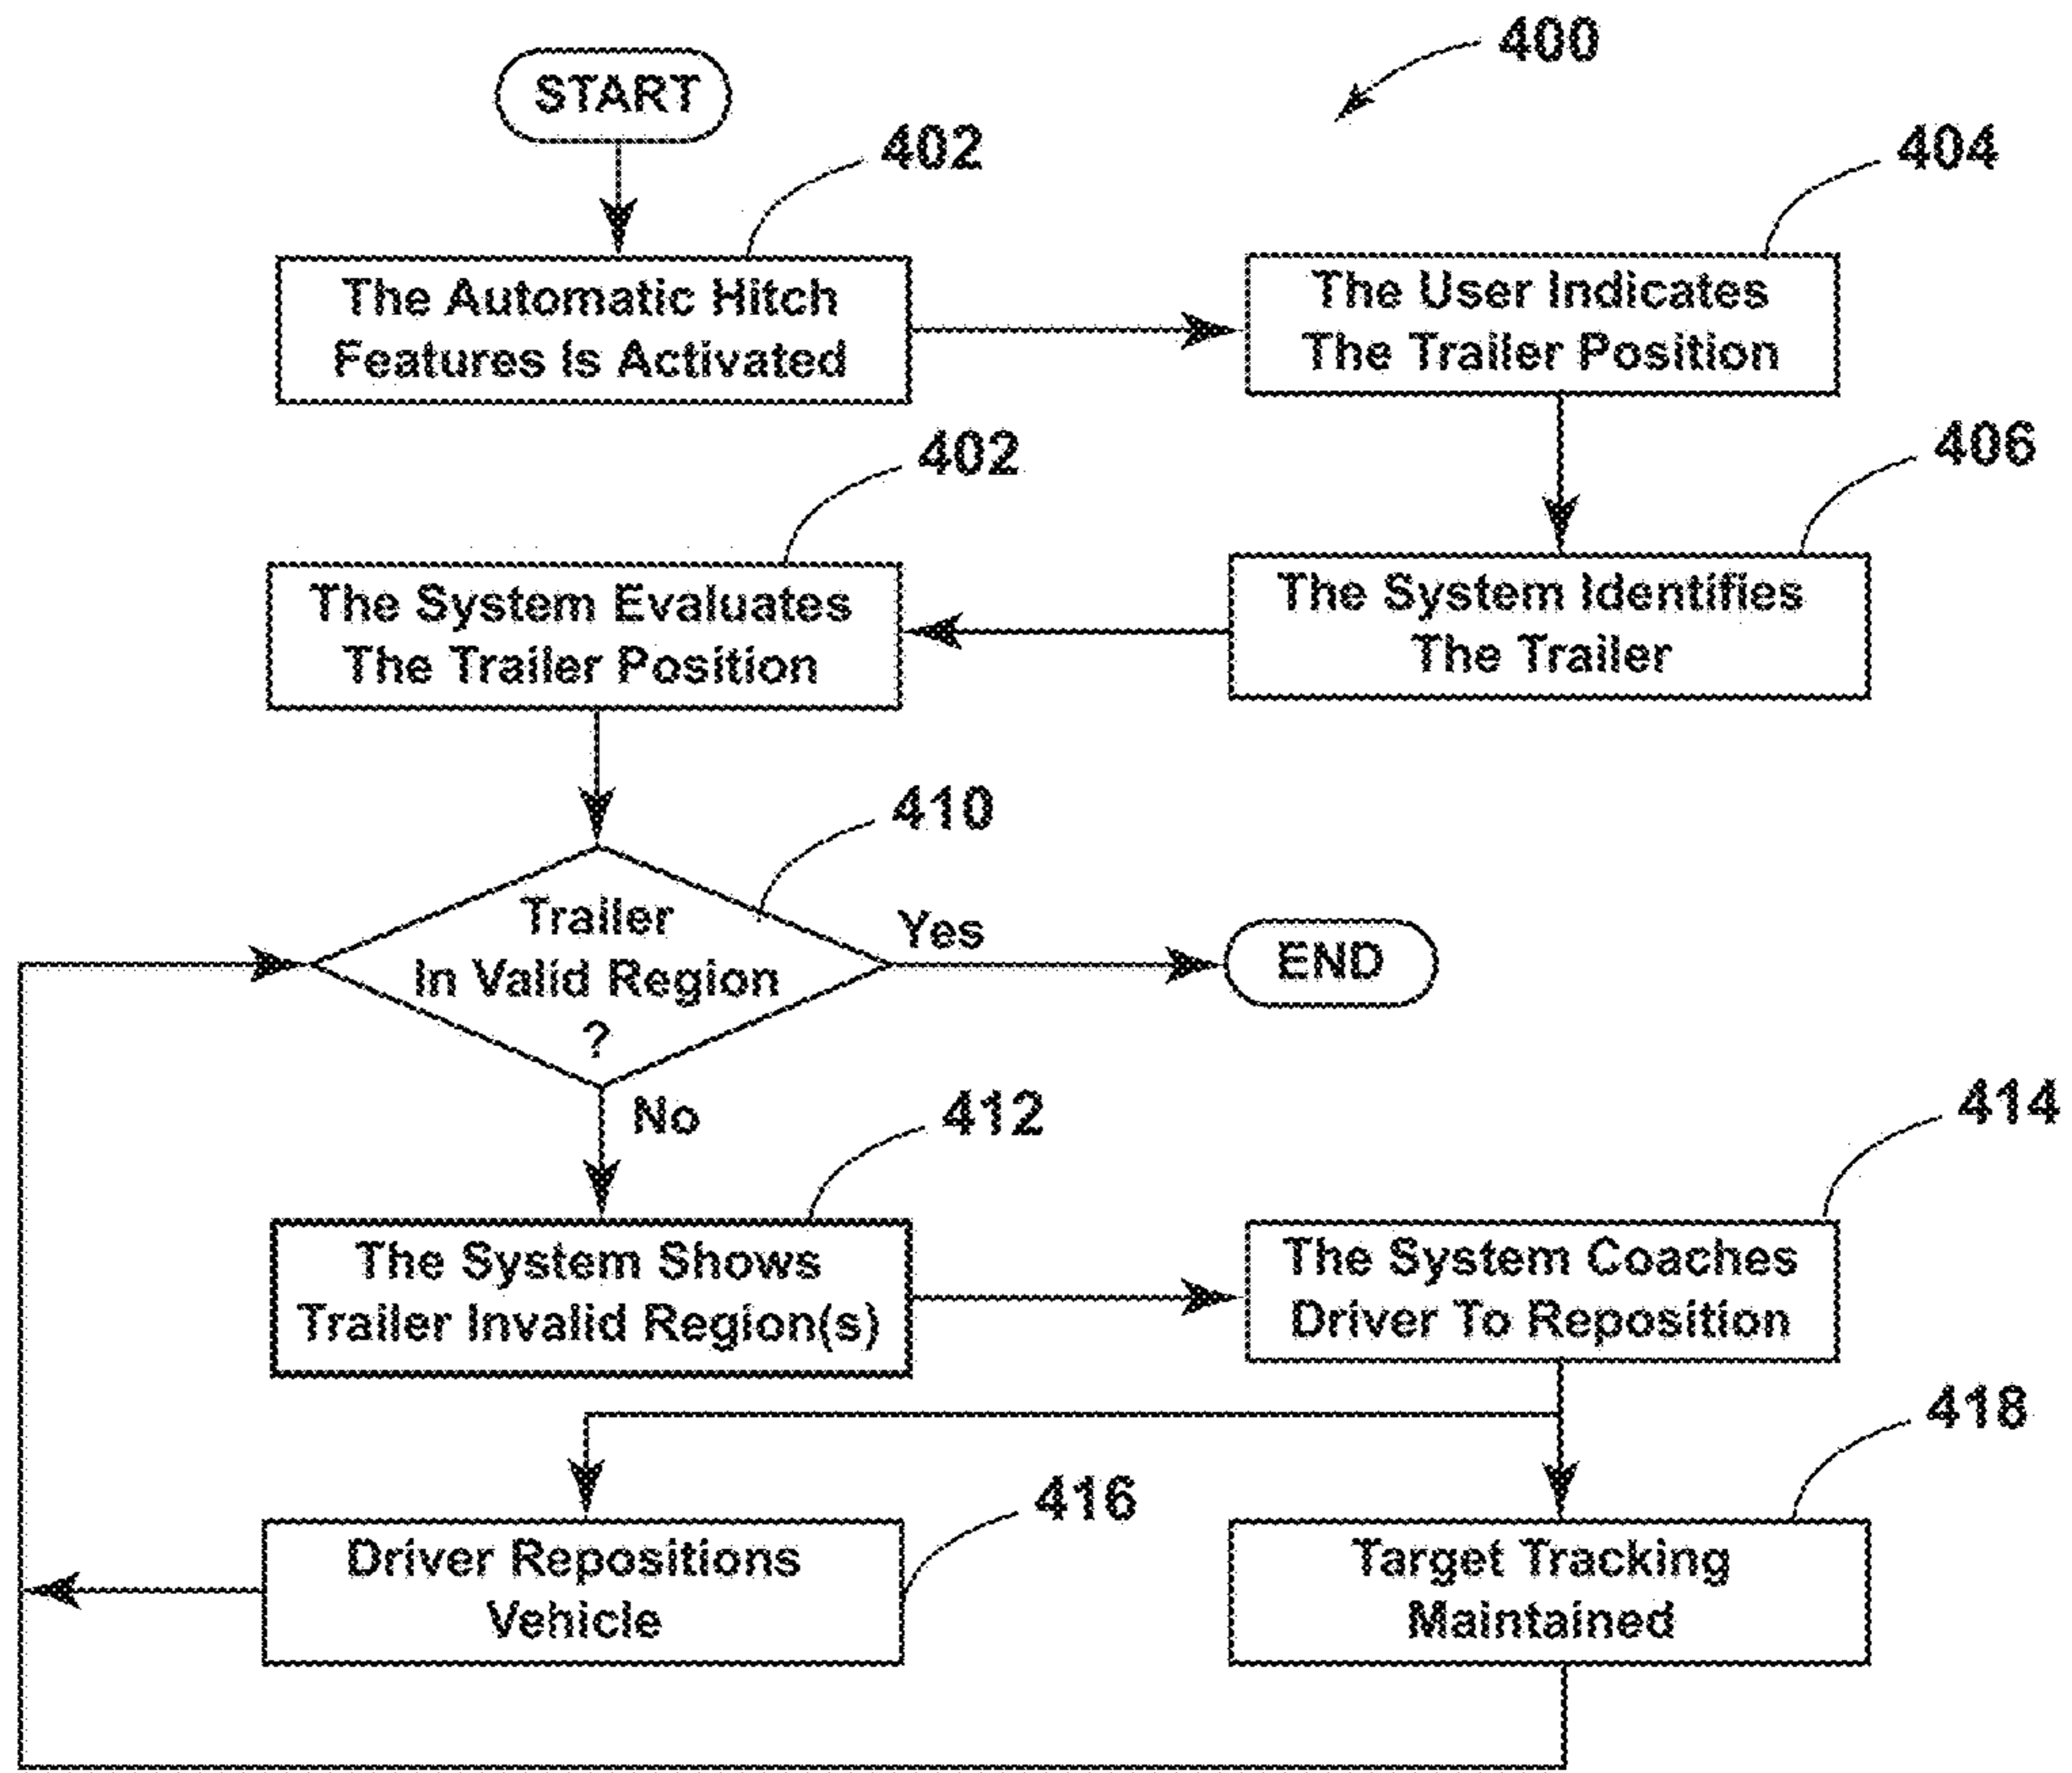 400
START
402
The Automatic Hitch
Features Is Activated
404
The User Indicates
The Trailer Position
406
The System Identifies
The Trailer
402
The System Evaluates
The Trailer Position
410
Trailer
In Valid Region
?
Yes
END
No
412
The System Shows
Trailer Invalid Region(s)
414
The System Coaches
Driver To Reposition
416
Driver Repositions
Vehicle
418
Target Tracking
Maintained